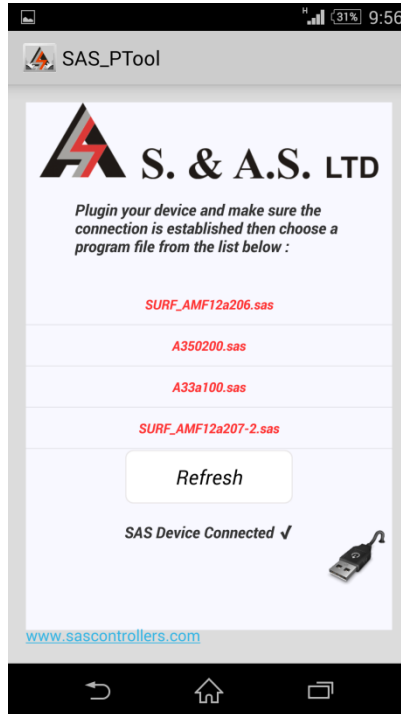 H 31% 9:56
SAS_PTool
S. & A.S. LTD
Plugin your device and make sure the
connection is established then choose a
program file from the list below :
SURF_AMF12a206.sas
A350200.sas
A33a100.sas
SURF_AMF12a207-2.sas
Refresh
SAS Device Connected ✓
www.sascontrollers.com